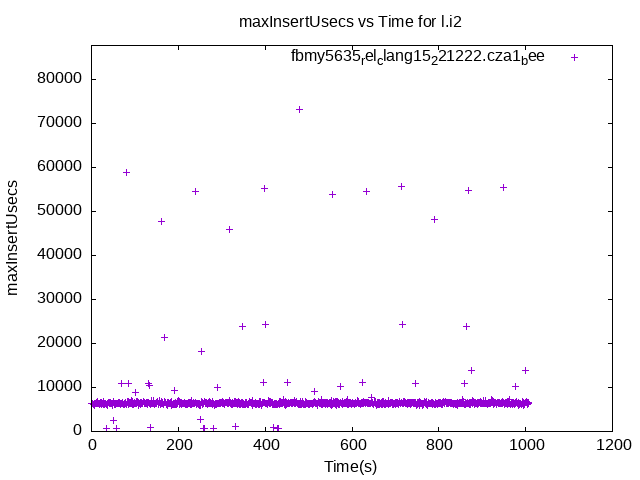 maxInsertUsecs vs Time for l.i2
fbmy5635relclang15221222.cza1bee
80000
70000
60000
50000
40000
30000
20000
10000
0
maxInsertUsecs
0 200 400 600 800 1000 1200
Time(s)